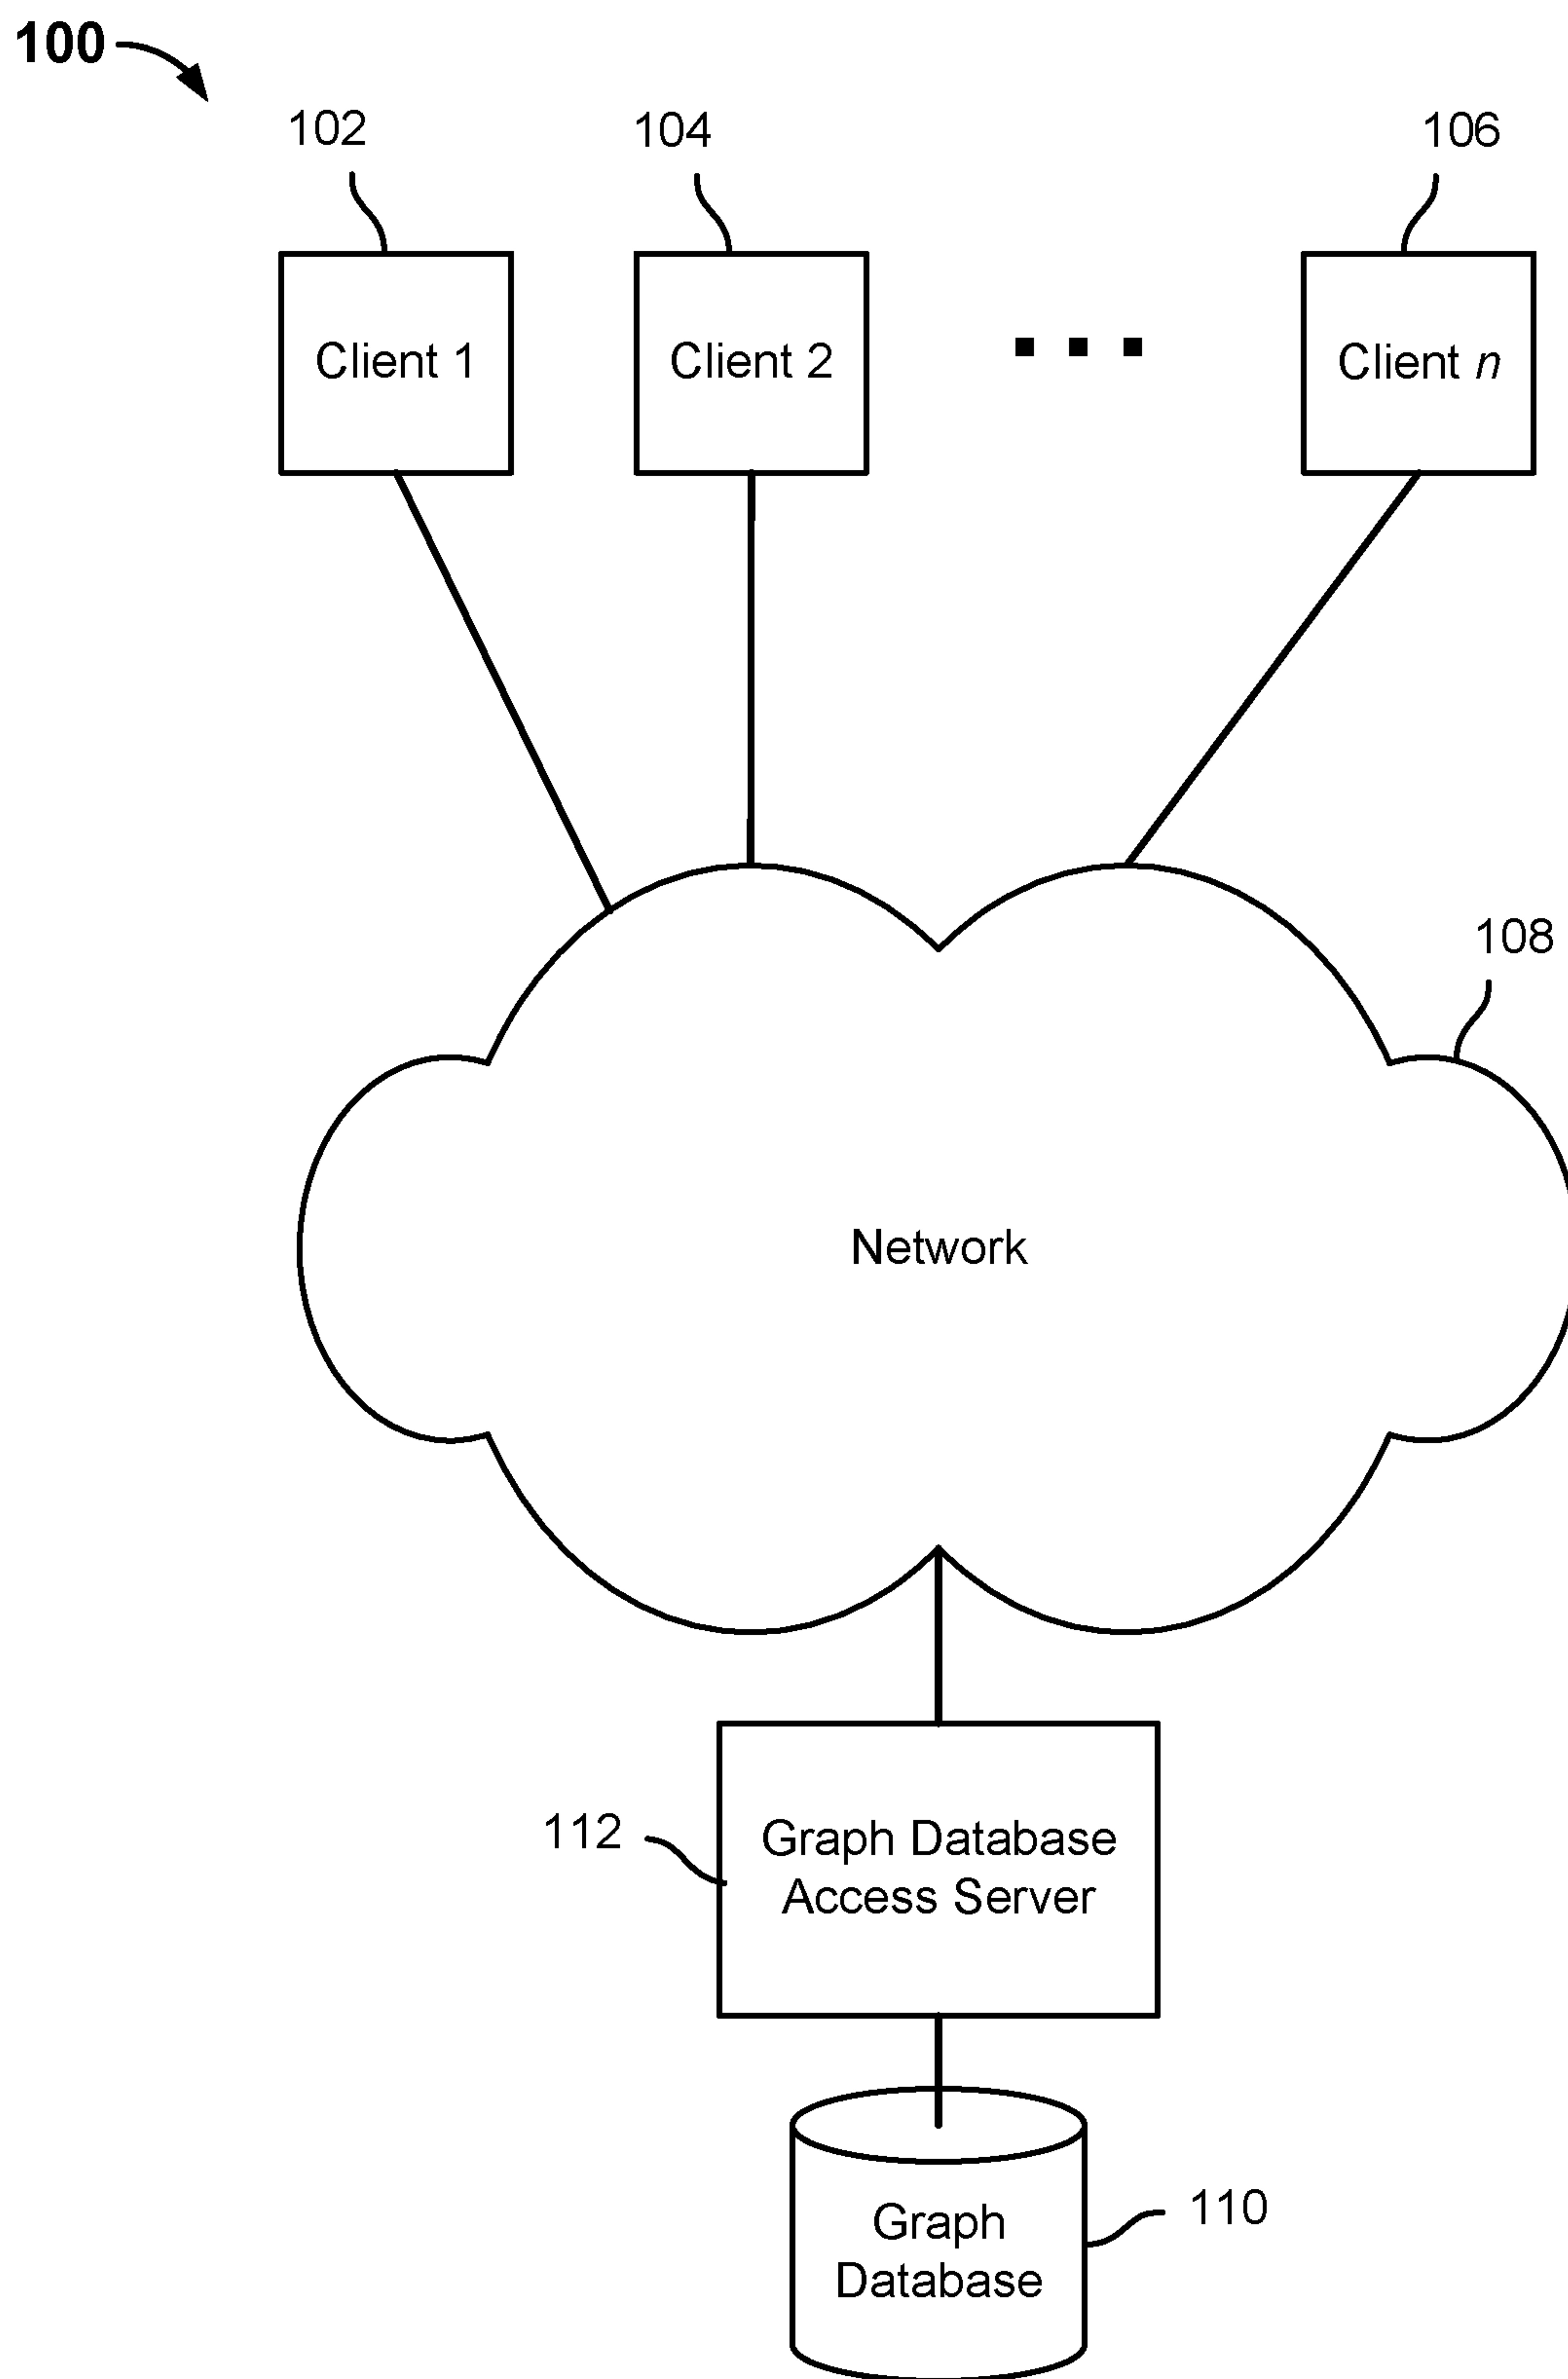 100
102
104
106
Client 1
Client 2
Client n
108
Network
112
Graph Database
Access Server
110
Graph
Database